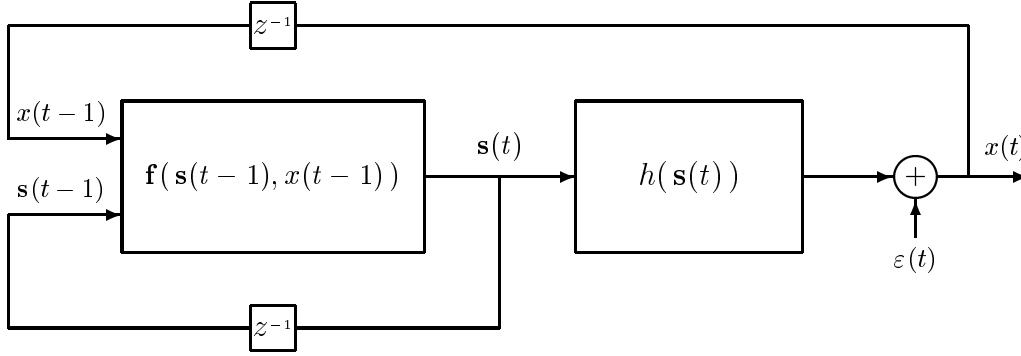 z⁻¹
x(t − 1)
s(t − 1)
f( s(t − 1), x(t − 1) )
s(t)
h( s(t) )
+
x(t)
ε(t)
z⁻¹